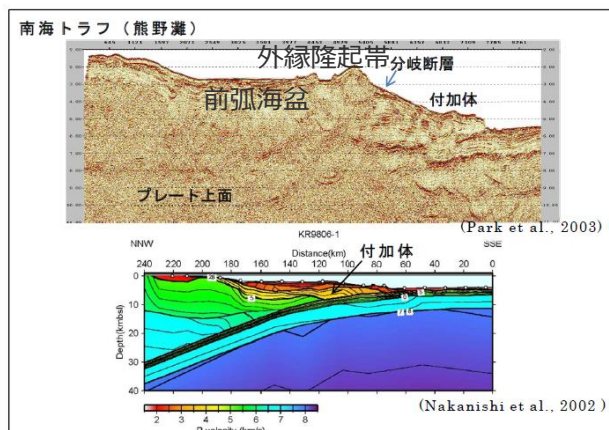 南海トラフ（熊野灘）
外縁隆起帯
分岐断層
前弧海盆
付加体
プレート上面
(Park et al., 2003)
KR9806-1
NNW
Distance(km)
SSE
240 220 200 180 160 140 120 100 80 60 40 20 0
付加体
Depth(kmbsl)
0
10
20
30
40
(Nakanishi et al., 2002 )
2 3 4 5 6 7 8
P-velocity (km/s)